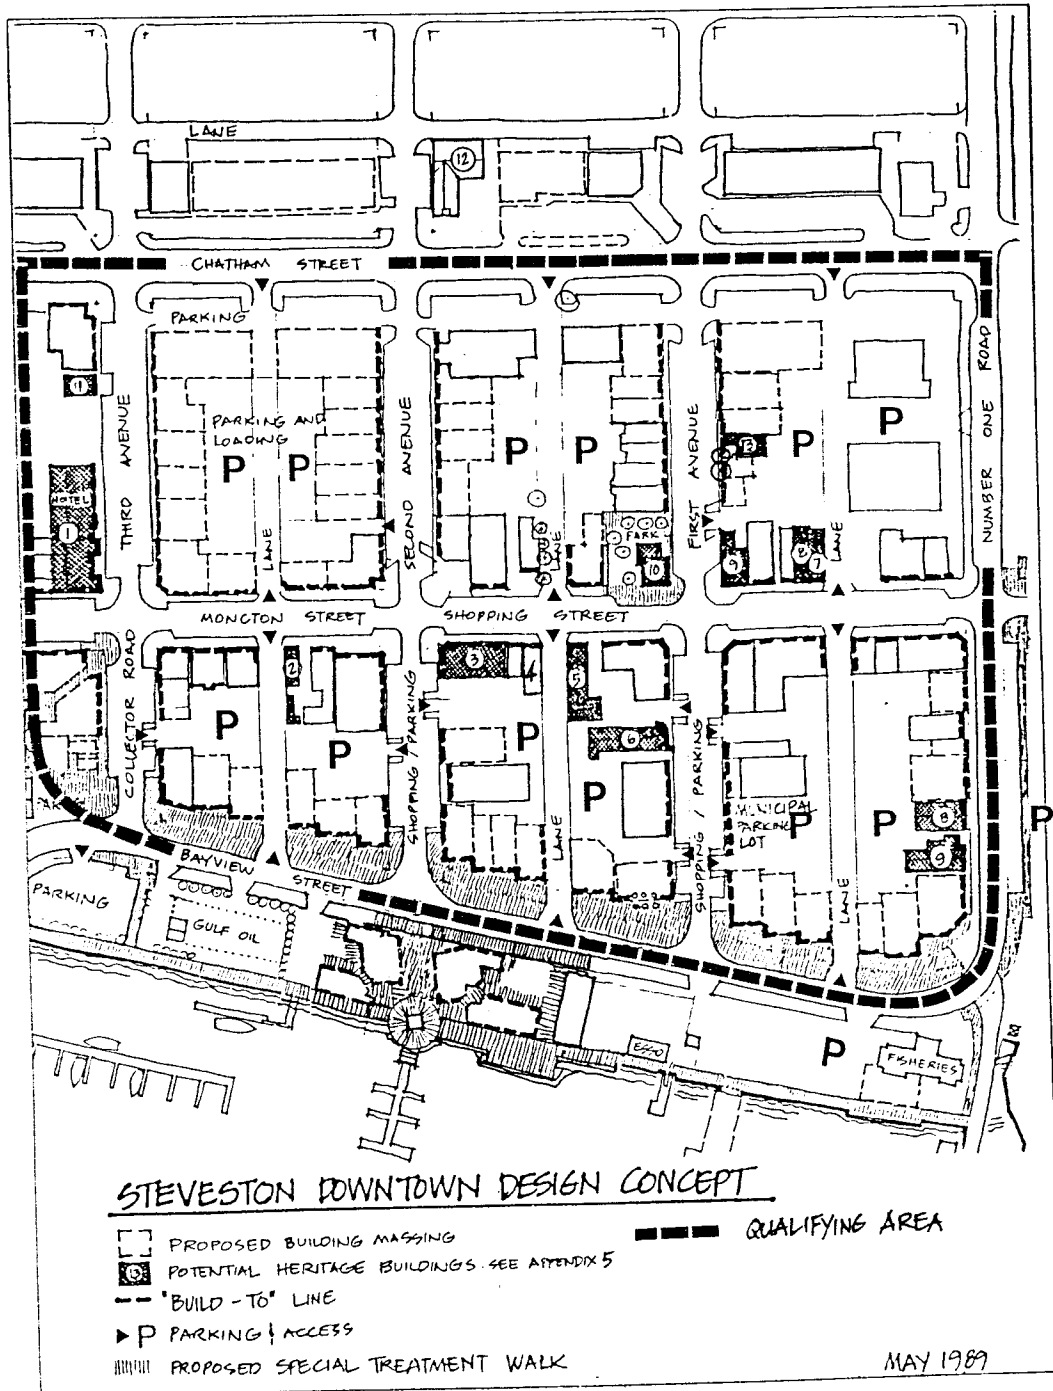 LANE
12
CHATHAM STREET
PARKING
11
THIRD AVENUE
PARKING AND
LOADING
P
P
SECOND AVENUE
P
P
FIRST AVENUE
13
P
P
NUMBER ONE ROAD
HOTEL
1
LANE
LANE
PARK
10
9
8
7
LANE
MONCTON STREET
SHOPPING STREET
COLLECTOR ROAD
2
3
4
5
6
P
P
SHOPPING / PARKING
P
P
SHOPPING / PARKING
MUNICIPAL
PARKING
LOT
P
P
P
8
9
LANE
LANE
BAYVIEW
STREET
PARKING
GULF OIL
ESSO
P
FISHERIES
STEVESTON DOWNTOWN DESIGN CONCEPT
PROPOSED BUILDING MASSING
13 POTENTIAL HERITAGE BUILDINGS. SEE APPENDIX 5
"BUILD-TO" LINE
P PARKING & ACCESS
PROPOSED SPECIAL TREATMENT WALK
QUALIFYING AREA
MAY 1989